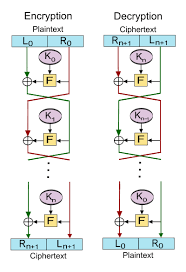 Encryption Decryption
Plaintext Ciphertext
L0 R0 Rn+1 Ln+1
K0 Kn
F F
K1 Kn-1
F F
Kn K0
F F
Rn+1 Ln+1 L0 R0
Ciphertext Plaintext